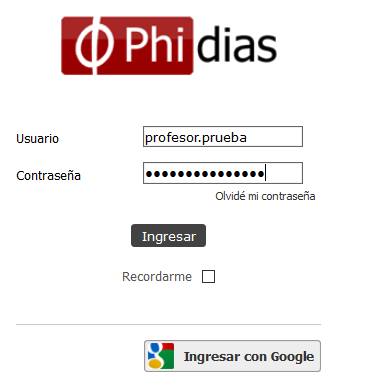 Phidias
Usuario profesor.prueba
Contraseña •••••••••••••••
Olvidé mi contraseña
Ingresar
Recordarme
Ingresar con Google